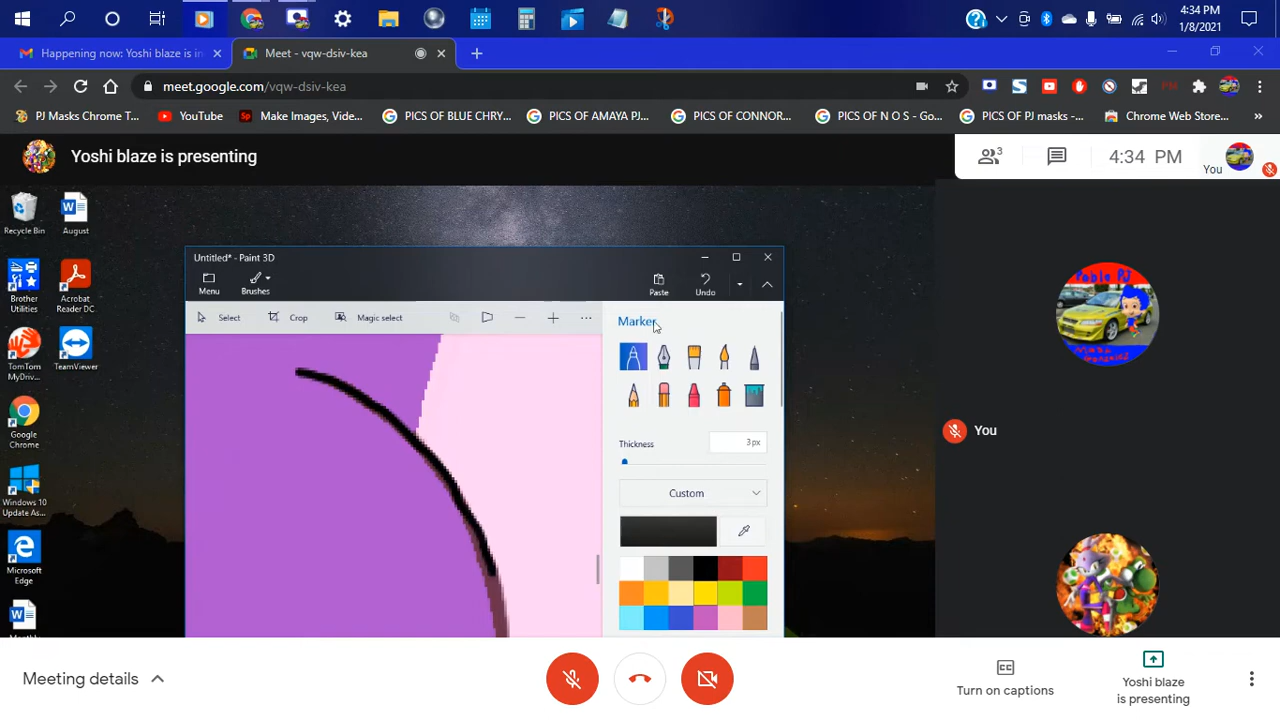 4:34 PM
1/8/2021
Happening now: Yoshi blaze is in
Meet - vqw-dsiv-kea
meet.google.com/vqw-dsiv-kea
PJ Masks Chrome T...
YouTube
Make Images, Vide...
PICS OF BLUE CHRY...
PICS OF AMAYA PJ...
PICS OF CONNOR...
PICS OF N O S - Go...
PICS OF PJ masks -...
Chrome Web Store...
»
Yoshi blaze is presenting
3
4:34 PM
You
Recycle Bin
August
Brother
Utilities
Acrobat
Reader DC
TomTom
MyDriv...
TeamViewer
Google
Chrome
Windows 10
Update As...
Microsoft
Edge
Untitled* - Paint 3D
Menu
Brushes
Paste
Undo
Select
Crop
Magic select
Marker
Thickness
3px
Custom
Pablo PJ
You
Meeting details
Turn on captions
Yoshi blaze
is presenting